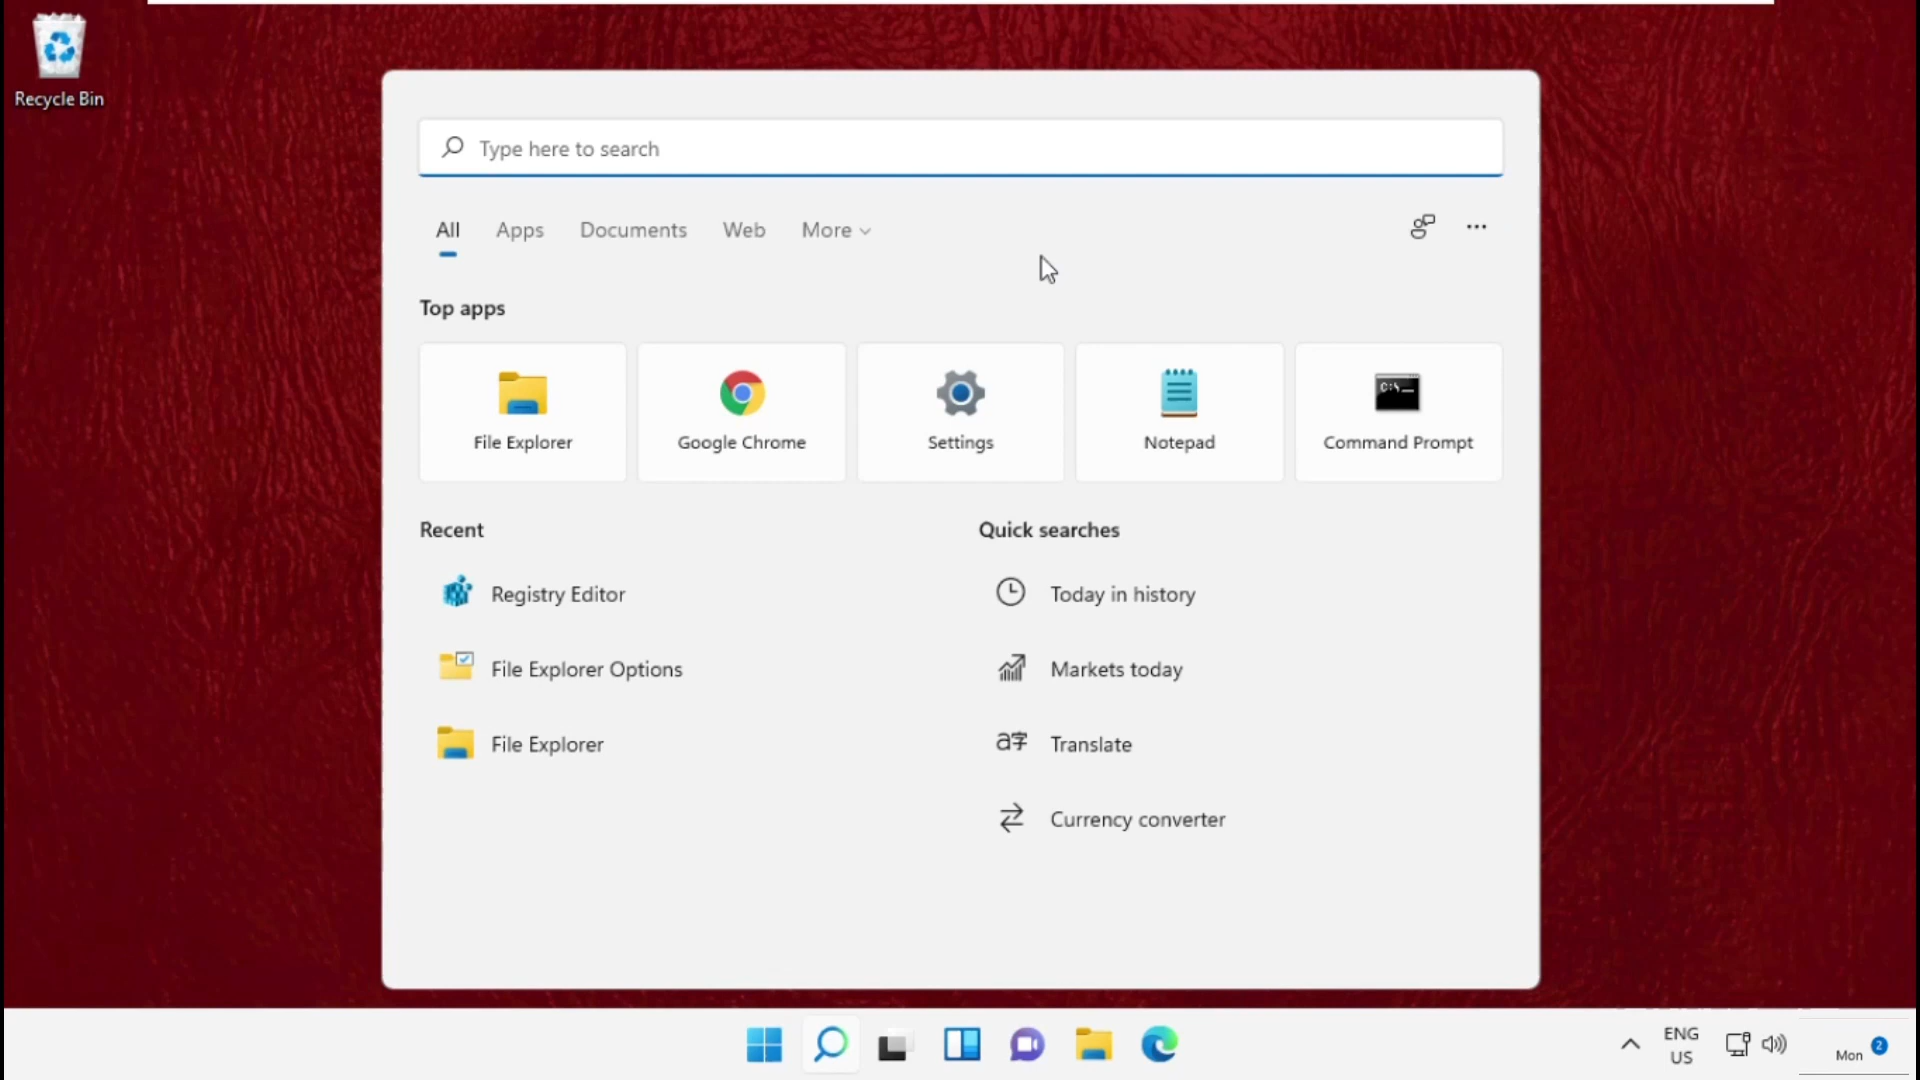 Recycle Bin
Type here to search
All Apps Documents Web More
Top apps
File Explorer Google Chrome Settings Notepad Command Prompt
C:\
Recent Quick searches
Registry Editor Today in history
File Explorer Options Markets today
File Explorer Translate
a字
Currency converter
ENG
US
Mon 2